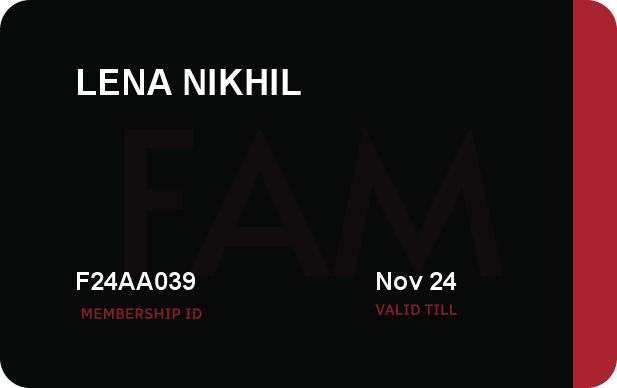 LENA NIKHIL
FAM
F24AA039
Nov 24
MEMBERSHIP ID
VALID TILL